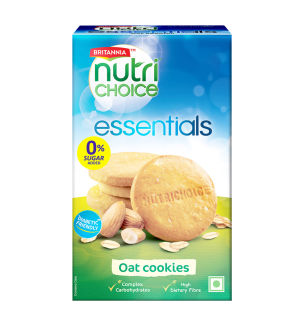 BRITANNIA
nutri
CHOICE
essentials
0%
SUGAR
ADDED
NUTRICHOICE
DIABETIC
FRIENDLY
Oat cookies
✓ Complex
Carbohydrates
✓ High
Dietary Fibre